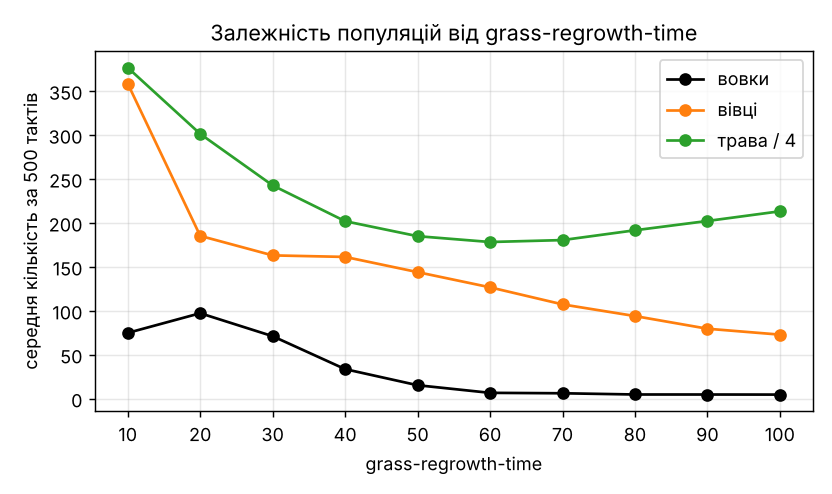 Залежність популяцій від grass-regrowth-time
середня кількість за 500 тактів
350
300
250
200
150
100
50
0
вовки
вівці
трава / 4
10 20 30 40 50 60 70 80 90 100
grass-regrowth-time